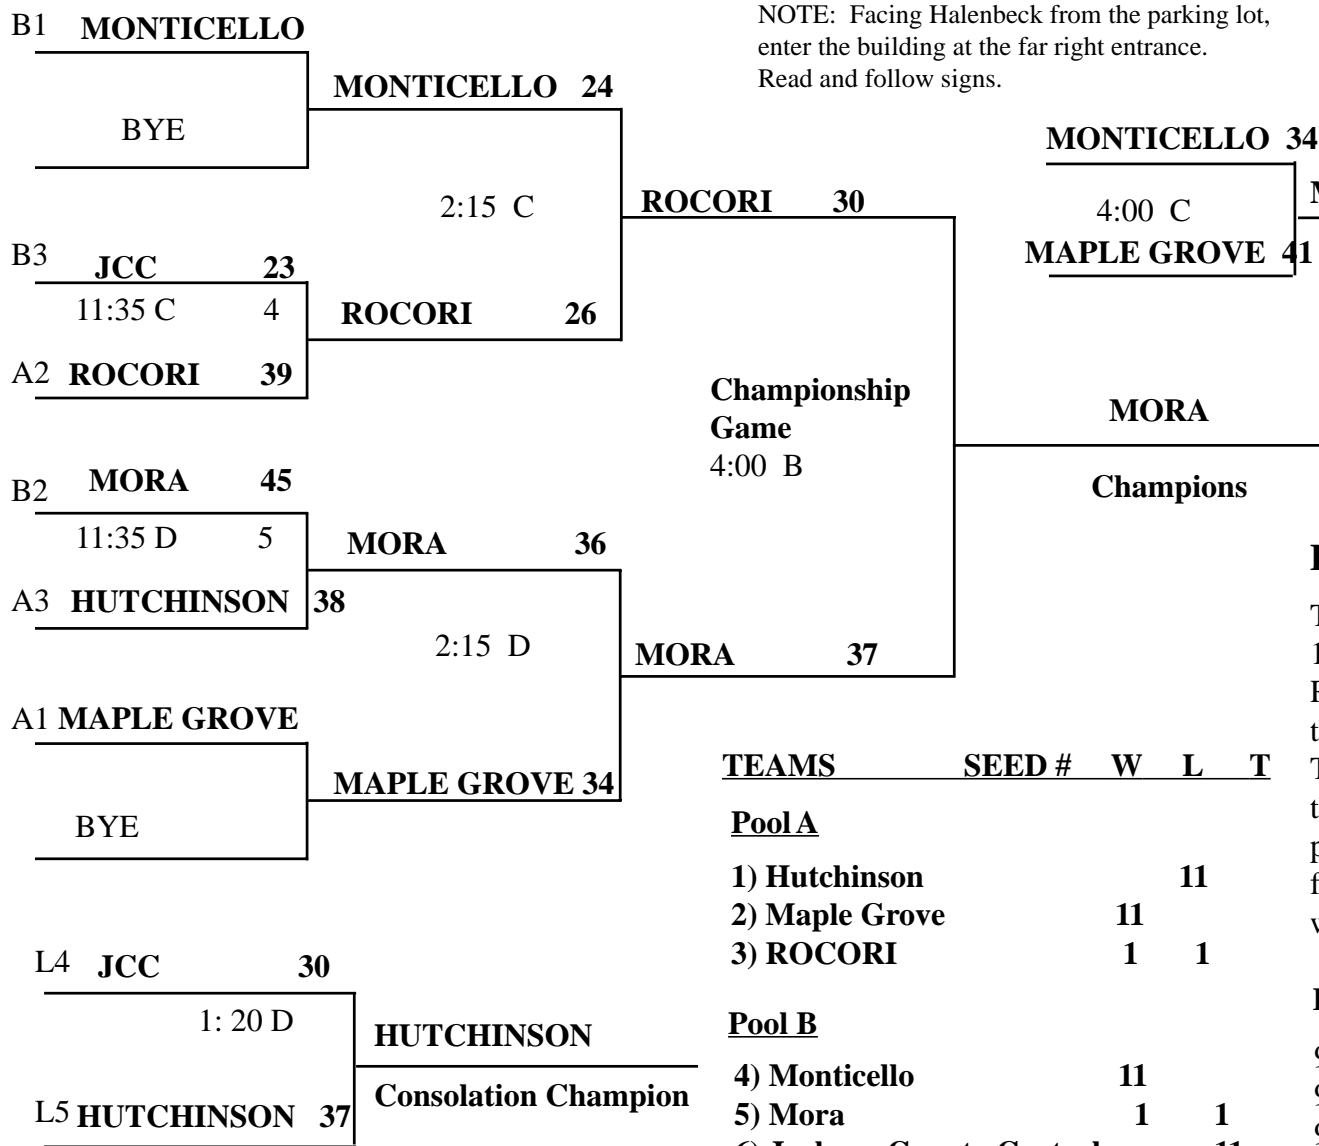 NOTE: Facing Halenbeck from the parking lot,
enter the building at the far right entrance.
Read and follow signs.
B1 MONTICELLO
BYE
MONTICELLO 24
2:15 C
B3 JCC 23
11:35 C 4
A2 ROCORI 39
ROCORI 26
ROCORI 30
MONTICELLO 34
4:00 C
MAPLE GROVE 41
Championship
Game
4:00 B
MORA
Champions
B2 MORA 45
11:35 D 5
A3 HUTCHINSON 38
MORA 36
2:15 D
MORA 37
A1 MAPLE GROVE
BYE
MAPLE GROVE 34
L4 JCC 30
1: 20 D
L5 HUTCHINSON 37
HUTCHINSON
Consolation Champion
TEAMS SEED # W L T
Pool A
1) Hutchinson 11
2) Maple Grove 11
3) ROCORI 1 1
Pool B
4) Monticello 11
5) Mora 1 1